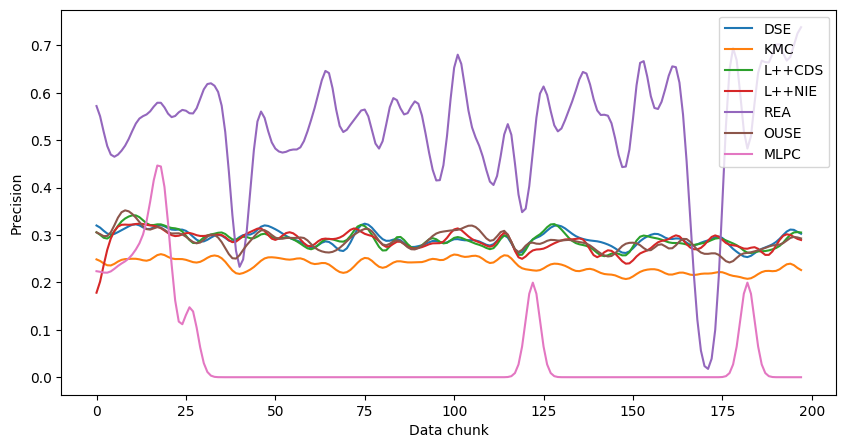 Precision
0.7
0.6
0.5
0.4
0.3
0.2
0.1
0.0
0 25 50 75 100 125 150 175 200
Data chunk
DSE
KMC
L++CDS
L++NIE
REA
OUSE
MLPC